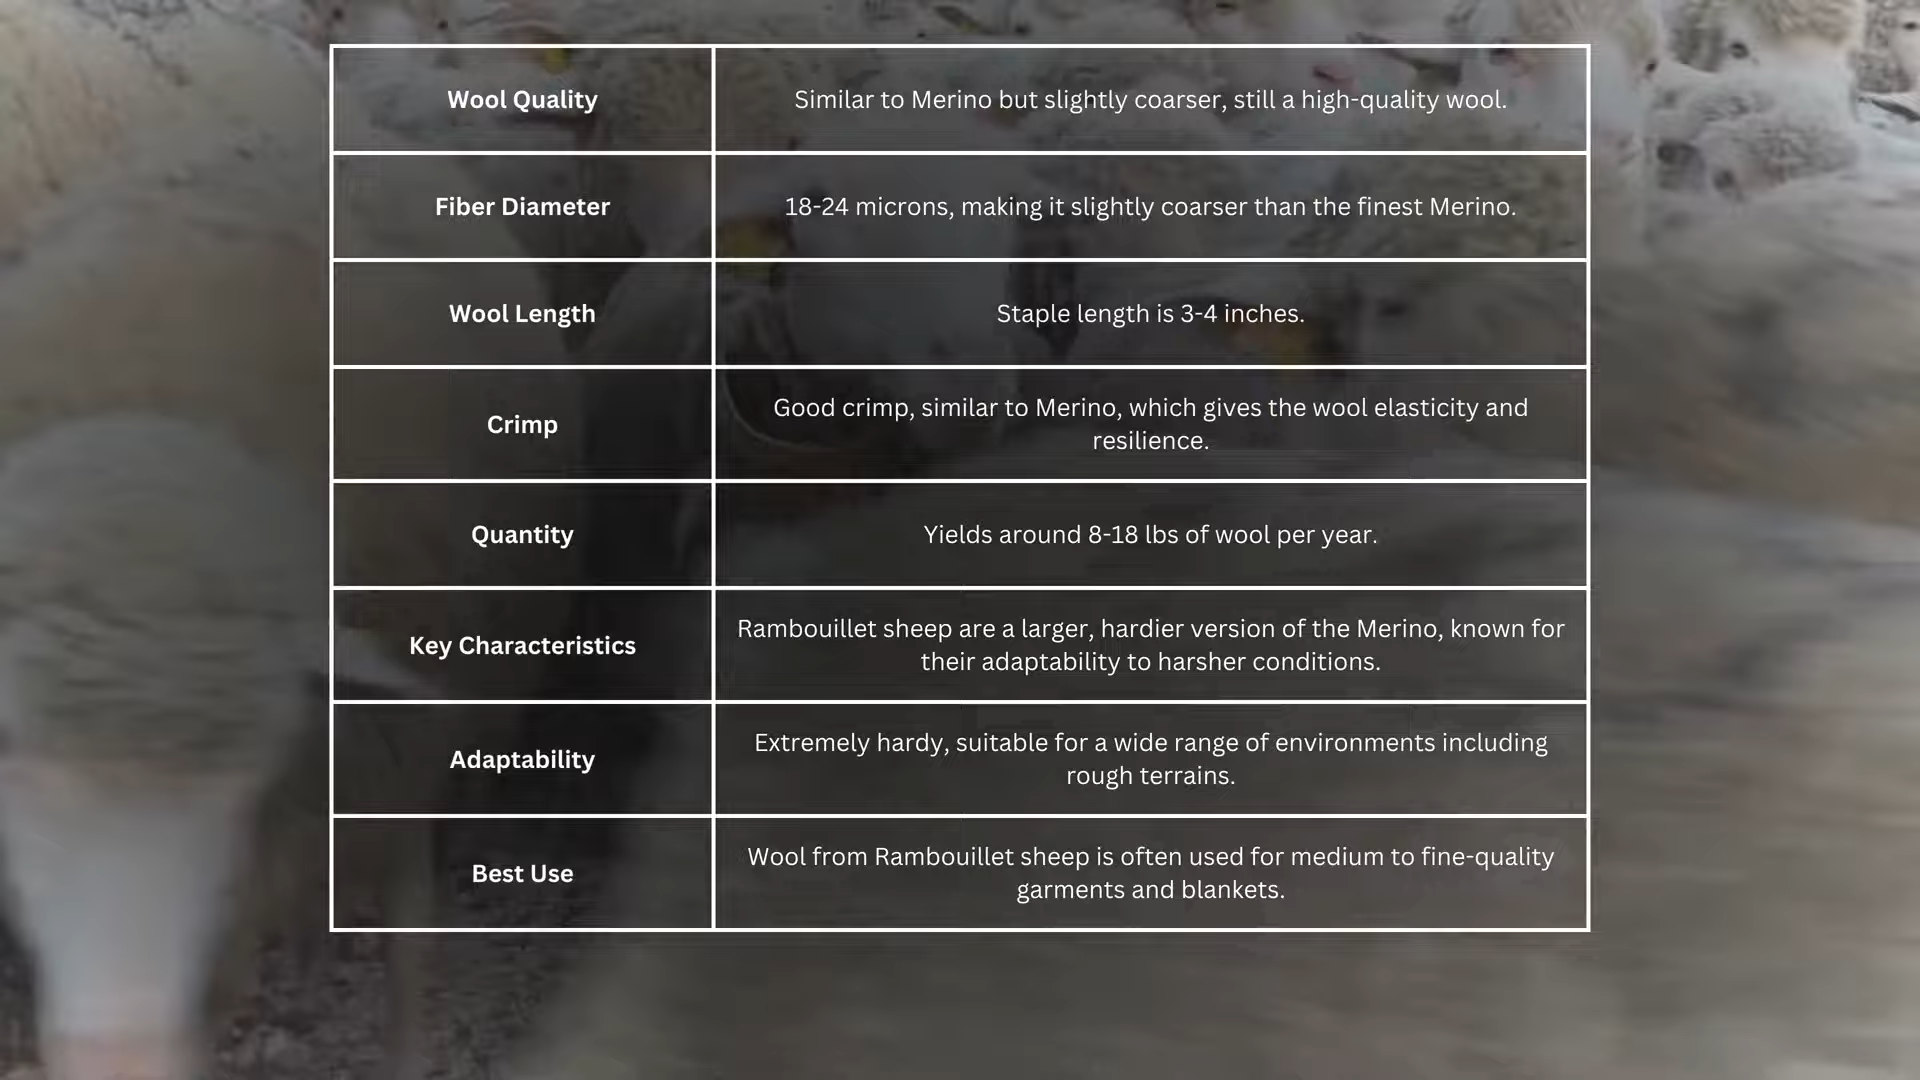 Wool Quality
Similar to Merino but slightly coarser, still a high-quality wool.
Fiber Diameter
18-24 microns, making it slightly coarser than the finest Merino.
Wool Length
Staple length is 3-4 inches.
Crimp
Good crimp, similar to Merino, which gives the wool elasticity and
resilience.
Quantity
Yields around 8-18 lbs of wool per year.
Key Characteristics
Rambouillet sheep are a larger, hardier version of the Merino, known for
their adaptability to harsher conditions.
Adaptability
Extremely hardy, suitable for a wide range of environments including
rough terrains.
Best Use
Wool from Rambouillet sheep is often used for medium to fine-quality
garments and blankets.